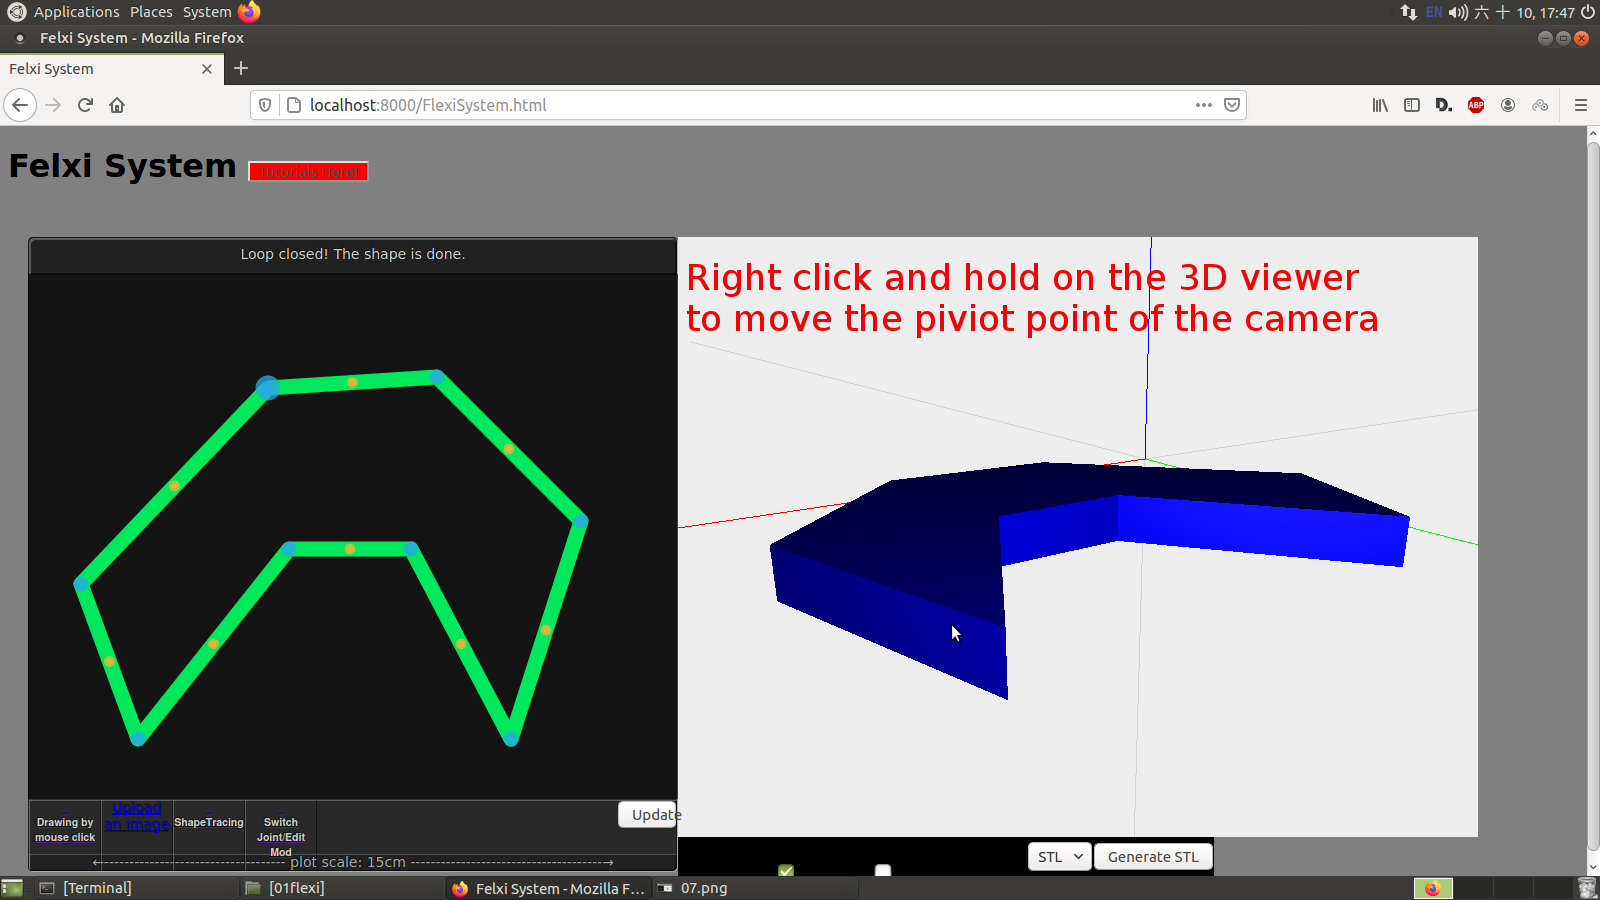 Applications Places System
EN 六 十 10, 17:47
Felxi System - Mozilla Firefox
Felxi System
localhost:8000/FlexiSystem.html
D.
ABP
Felxi System
Tutorials Here!
Loop closed! The shape is done.
Right click and hold on the 3D viewer
to move the piviot point of the camera
Upload
an image
Drawing by
mouse click
ShapeTracing
Switch
Joint/Edit
Mod
Update
plot scale: 15cm
STL
Generate STL
[Terminal]
[01flexi]
Felxi System - Mozilla F...
07.png